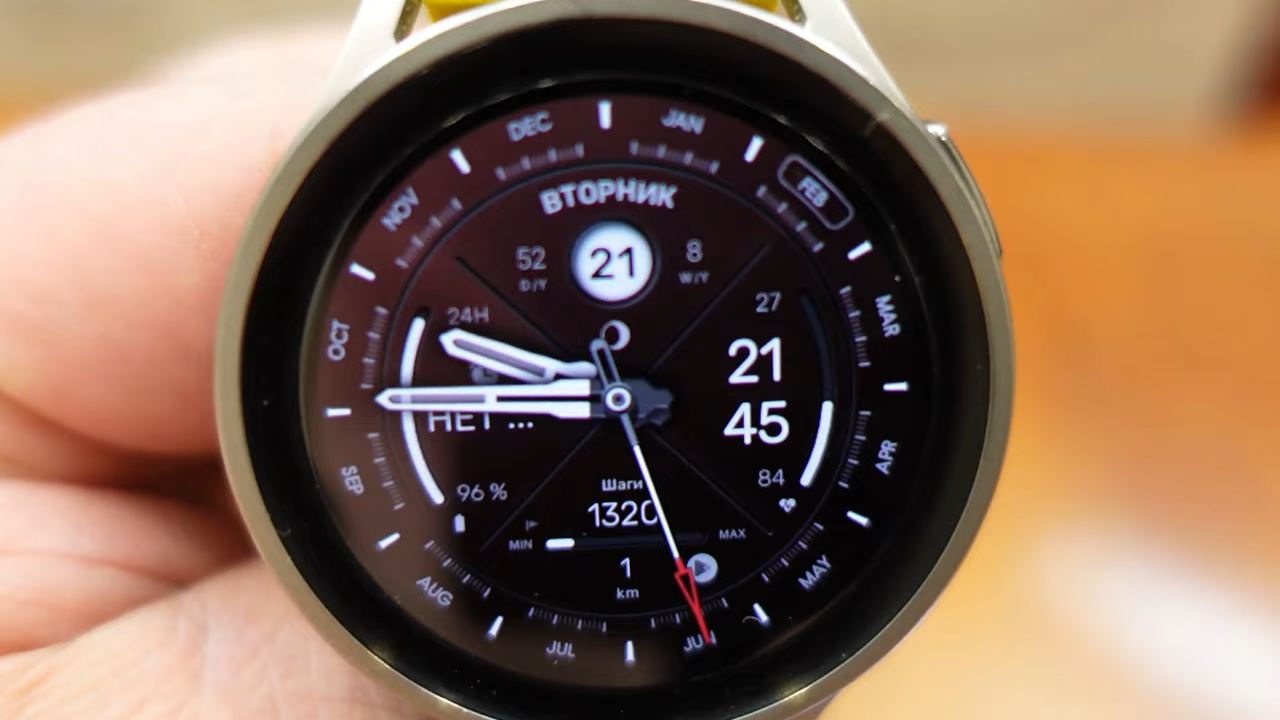 DEC
JAN
NOV
FEB
ВТОРНИК
52
D/Y
21
8
W/Y
24H
27
OCT
MAR
21
45
НЕТ ...
SEP
APR
96 %
84
Шаги
1320
MIN
MAX
1
km
AUG
MAY
JUL
JUN